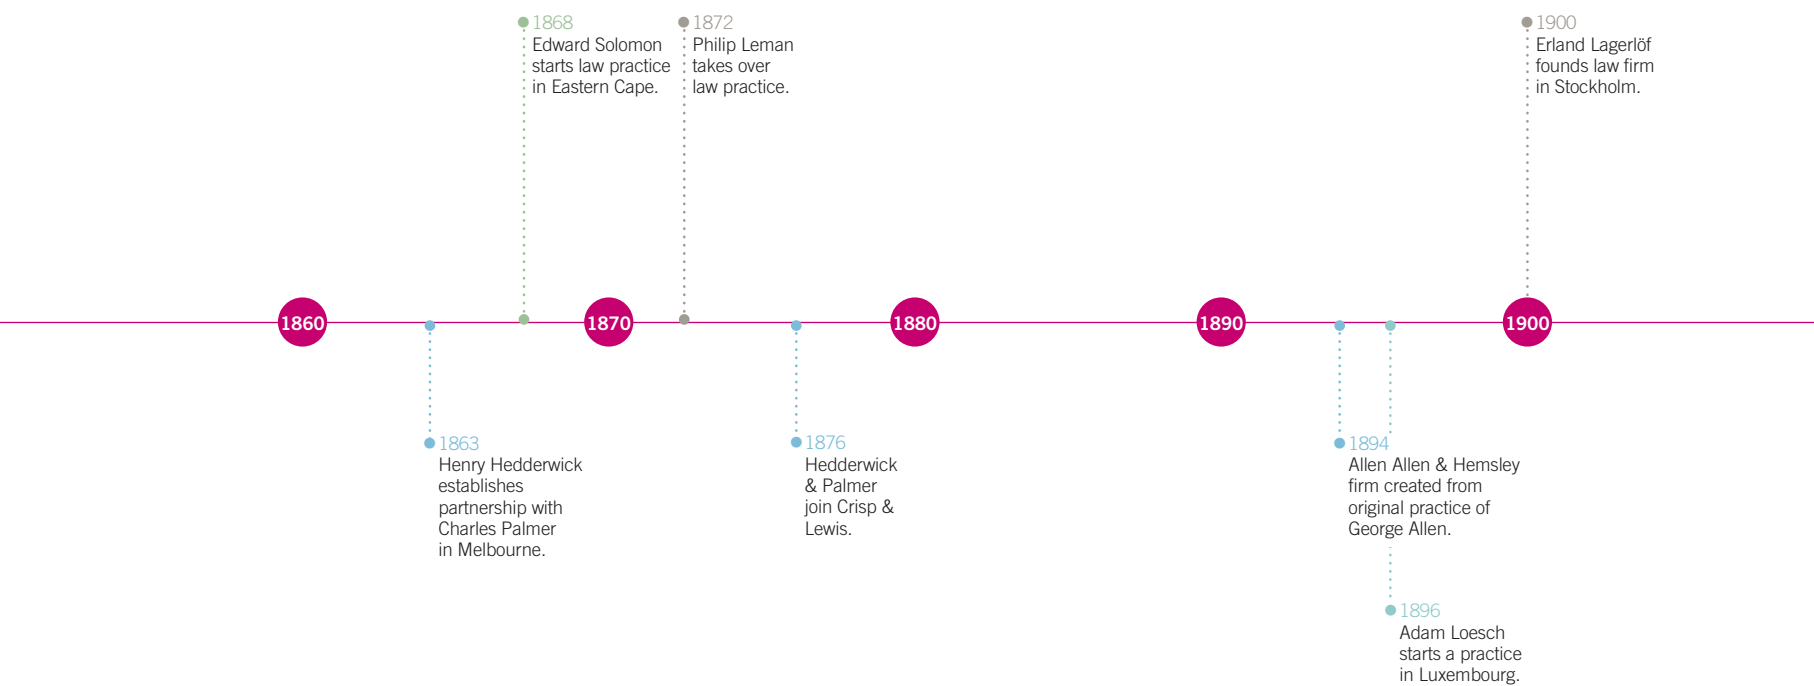 1868
Edward Solomon
starts law practice
in Eastern Cape.
1872
Philip Leman
takes over
law practice.
1900
Erland Lagerlöf
founds law firm
in Stockholm.
1860
1870
1880
1890
1900
1863
Henry Hedderwick
establishes
partnership with
Charles Palmer
in Melbourne.
1876
Hedderwick
& Palmer
join Crisp &
Lewis.
1894
Allen Allen & Hemsley
firm created from
original practice of
George Allen.
1896
Adam Loesch
starts a practice
in Luxembourg.